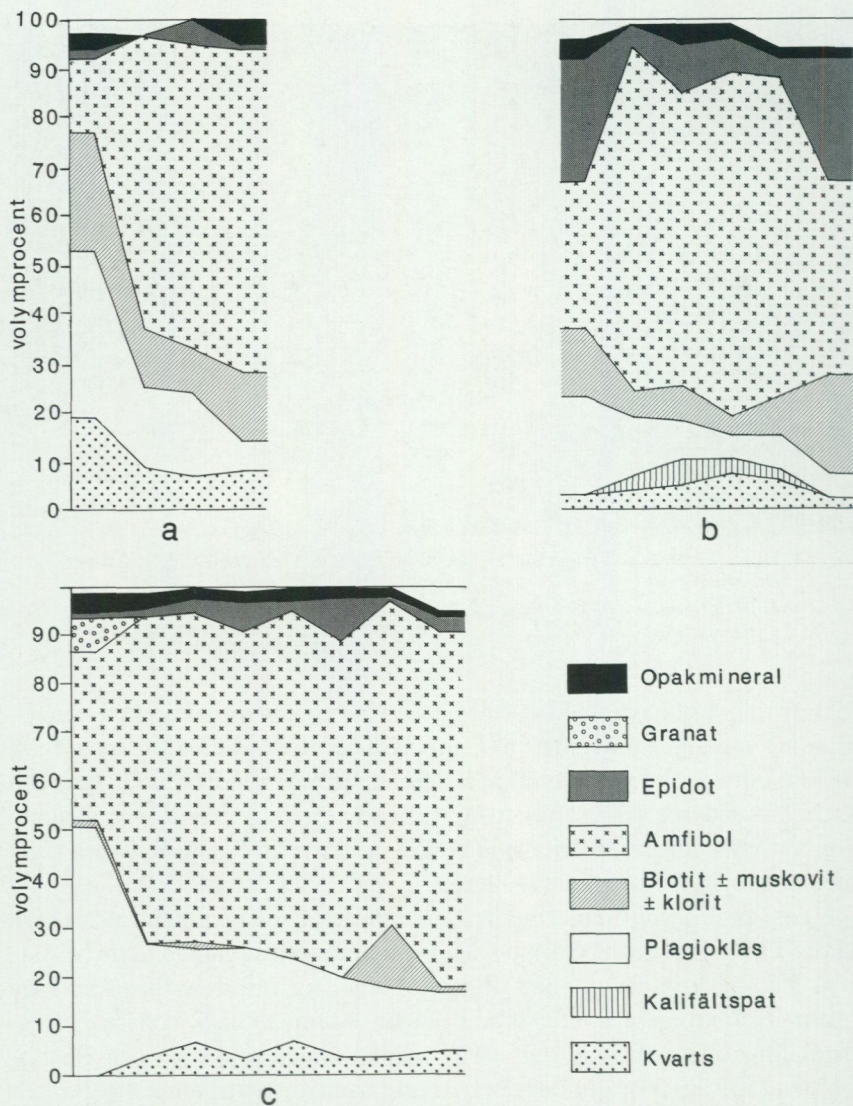 100
90
80
70
60
50
40
30
20
10
0
volymprocent
a
b
90
80
70
60
50
40
30
20
10
0
volymprocent
c
Opakmineral
Granat
Epidot
Amfibol
Biotit ± muskovit
± klorit
Plagioklas
Kalifältspat
Kvarts